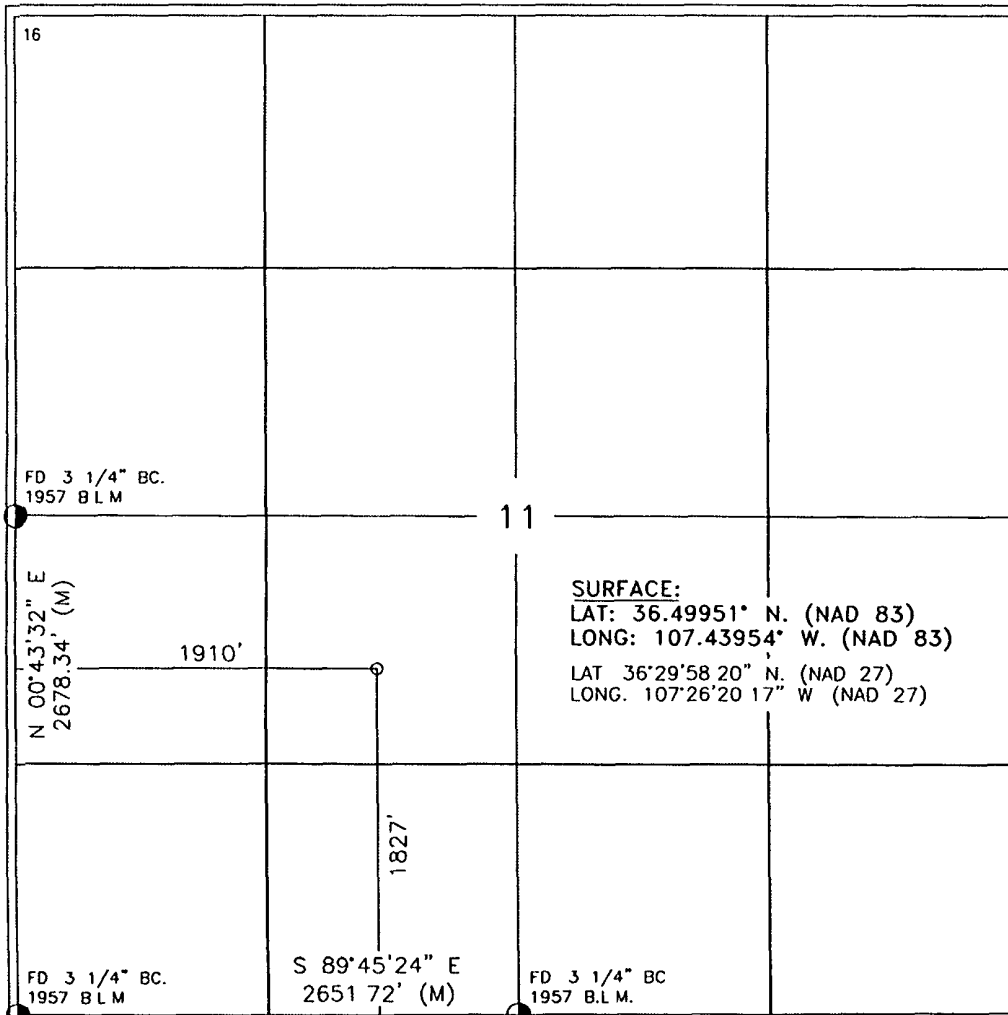 16
FD 3 1/4" BC.
1957 B L M
11
N 00°43'32" E
2678.34' (M)
1910'
SURFACE:
LAT: 36.49951° N. (NAD 83)
LONG: 107.43954° W. (NAD 83)
LAT 36°29'58 20" N. (NAD 27)
LONG. 107°26'20 17" W (NAD 27)
1827'
FD 3 1/4" BC.
1957 B L M
S 89°45'24" E
2651 72' (M)
FD 3 1/4" BC
1957 B.L M.